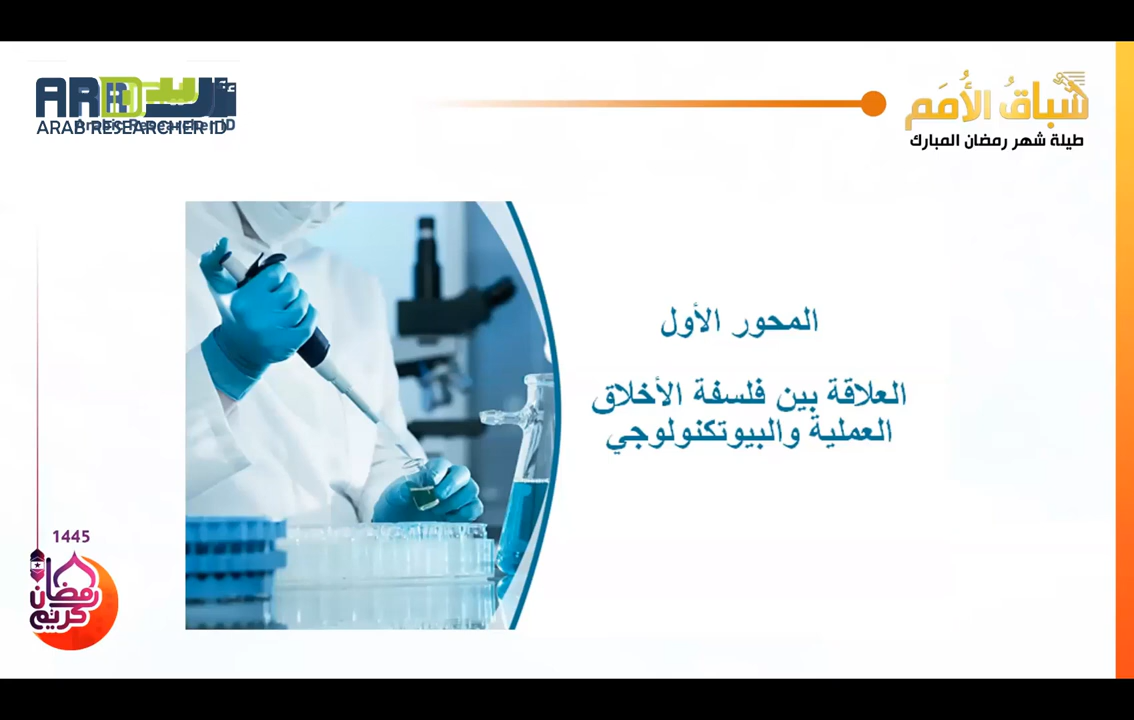 سباق الأمم
طيلة شهر رمضان المبارك
ARAB RESEARCHER ID
المحور الأول
العلاقة بين فلسفة الأخلاق
العملية والبيوتكنولوجي
1445
رمضان
كريم